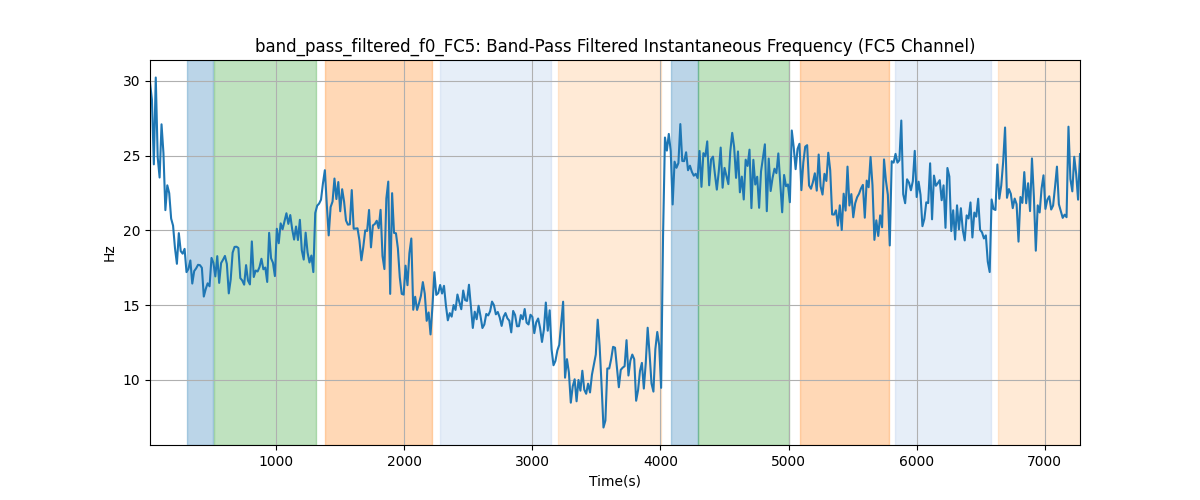 band_pass_filtered_f0_FC5: Band-Pass Filtered Instantaneous Frequency (FC5 Channel)
30
25
20
15
10
Hz
1000 2000 3000 4000 5000 6000 7000
Time(s)